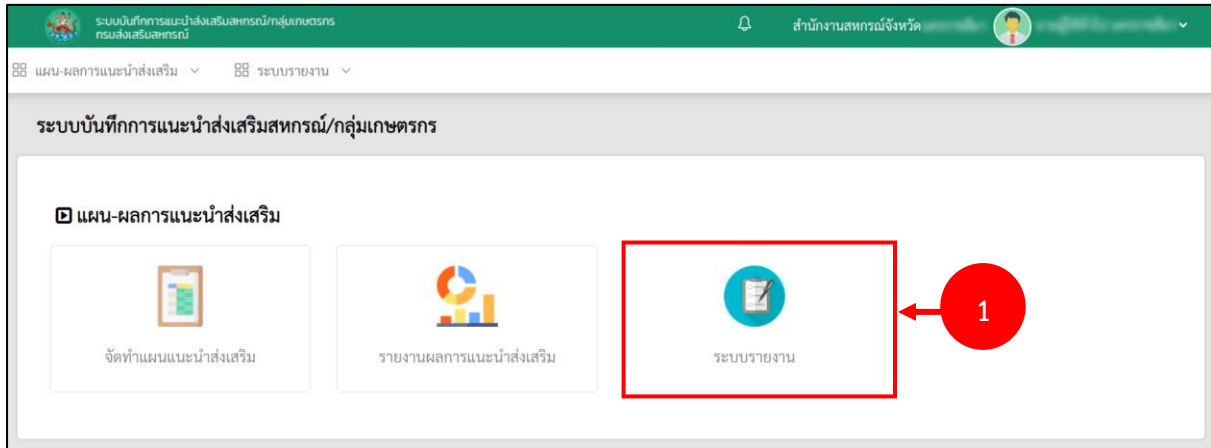 ระบบบันทึกการแนะนำส่งเสริมสหกรณ์/กลุ่มเกษตรกร
กรมส่งเสริมสหกรณ์
สำนักงานสหกรณ์จังหวัด
แผน-ผลการแนะนำส่งเสริม
ระบบรายงาน
ระบบบันทึกการแนะนำส่งเสริมสหกรณ์/กลุ่มเกษตรกร
แผน-ผลการแนะนำส่งเสริม
จัดทำแผนแนะนำส่งเสริม
รายงานผลการแนะนำส่งเสริม
ระบบรายงาน
1